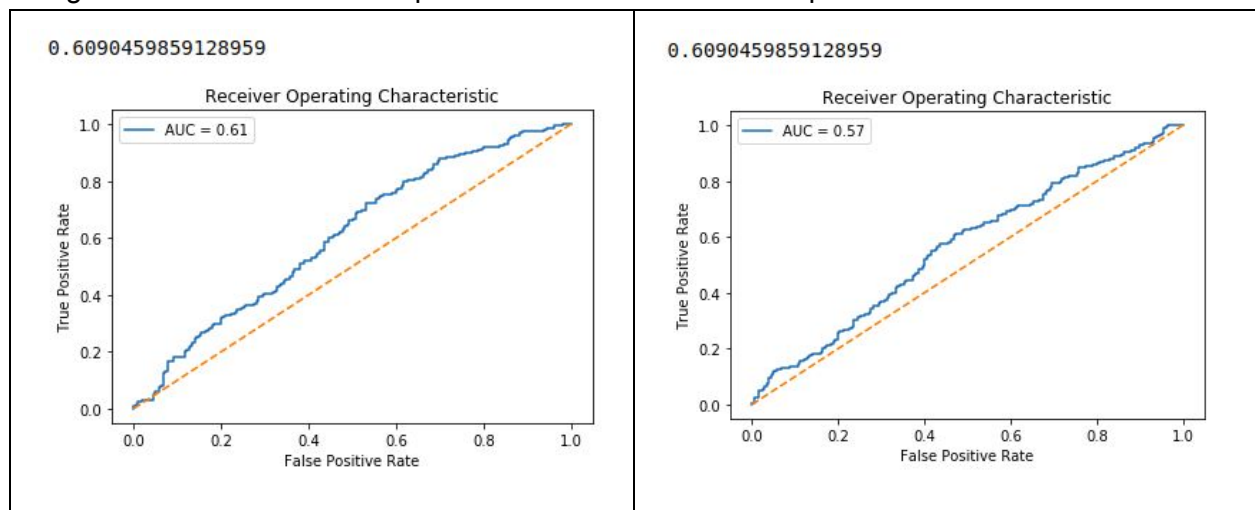 0.6090459859128959
Receiver Operating Characteristic
AUC = 0.61
1.0
0.8
0.6
0.4
0.2
0.0
True Positive Rate
0.0 0.2 0.4 0.6 0.8 1.0
False Positive Rate
0.6090459859128959
Receiver Operating Characteristic
AUC = 0.57
1.0
0.8
0.6
0.4
0.2
0.0
True Positive Rate
0.0 0.2 0.4 0.6 0.8 1.0
False Positive Rate